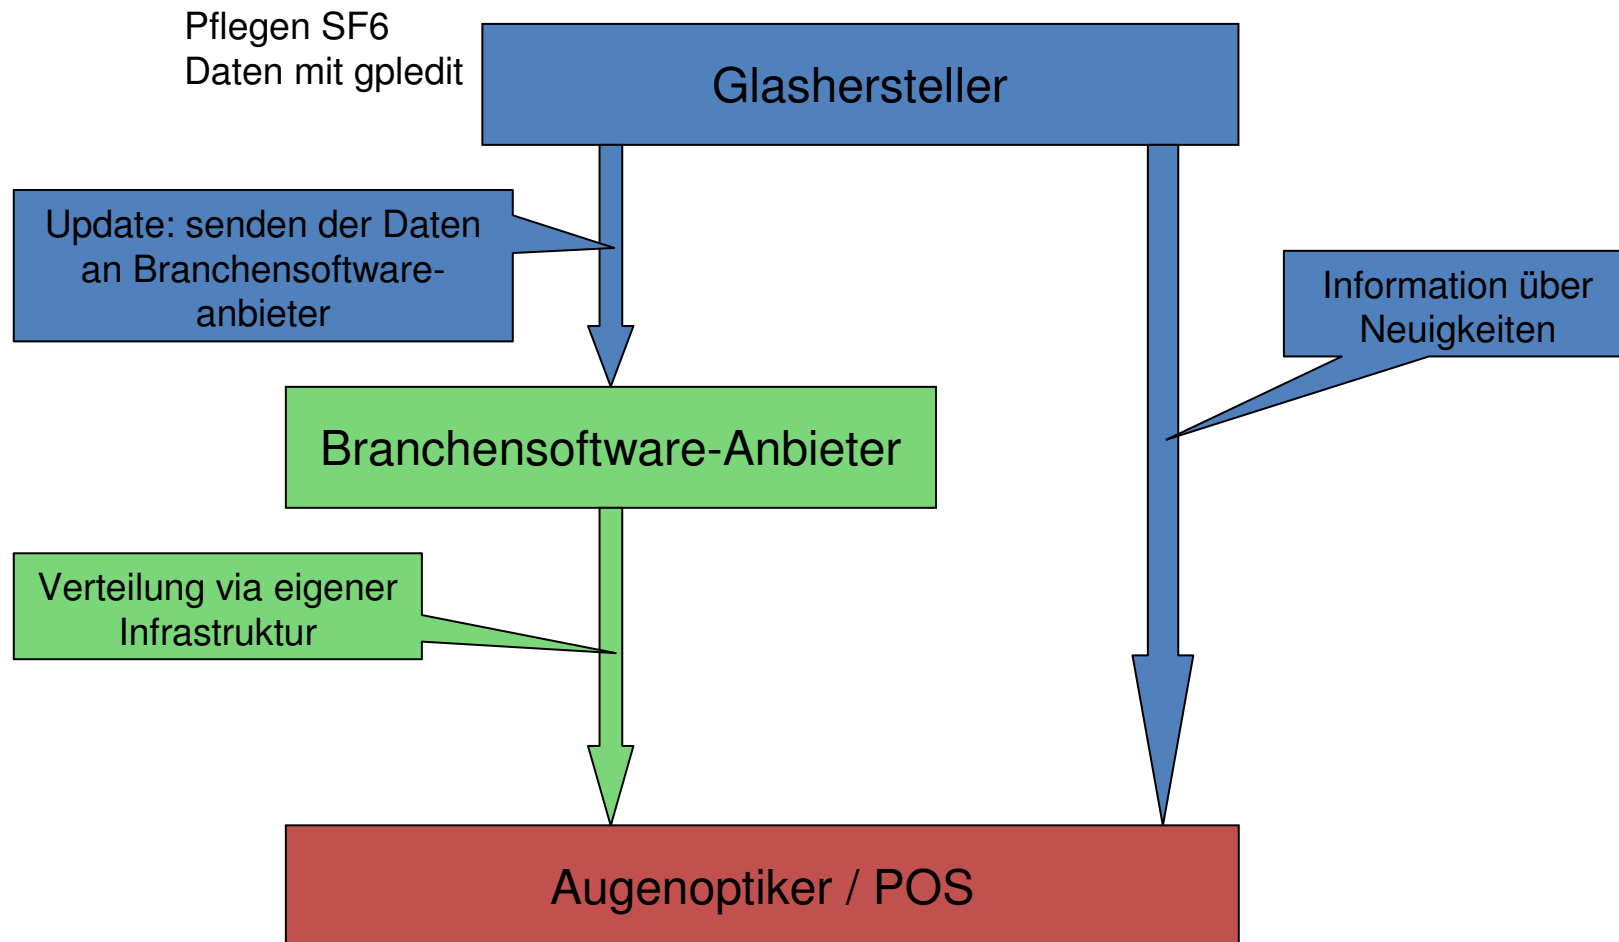 Pflegen SF6
Daten mit gpledit
Glashersteller
Update: senden der Daten
an Branchensoftware-
anbieter
Information über
Neuigkeiten
Branchensoftware-Anbieter
Verteilung via eigener
Infrastruktur
Augenoptiker / POS